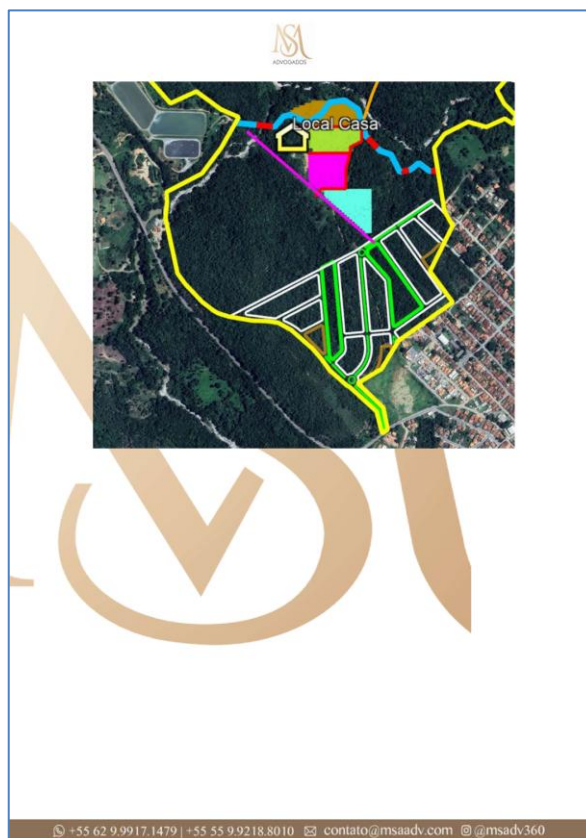 MSA
ADVOGADOS
Local Casa
+55 62 9.9917.1479 | +55 55 9.9218.8010 contato@msaadv.com @msadv360